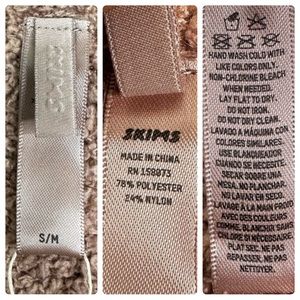 SKIMS
S/M
SKIMS
MADE IN CHINA
RN 158071
76% POLYESTER
24% NYLON
HAND WASH COLD WITH
LIKE COLORS ONLY.
NON-CHLORINE BLEACH
WHEN NEEDED.
LAY FLAT TO DRY.
DO NOT IRON.
DO NOT DRY CLEAN.
LAVADO A MÁQUINA CON
COLORES SIMILARES.
USE BLANQUEADOR
CUANDO SE NECESITE.
SECAR SOBRE UNA
MESA. NO PLANCHAR.
NO LAVAR EN SECO.
LAVAGE À LA MAIN FROID
AVEC DES COULEURS
COMME. BLANCHIR SANS
CHLORE SI NÉCESSAIRE.
PLAT SEC. NE PAS
REPASSER. NE PAS
NETTOYER.